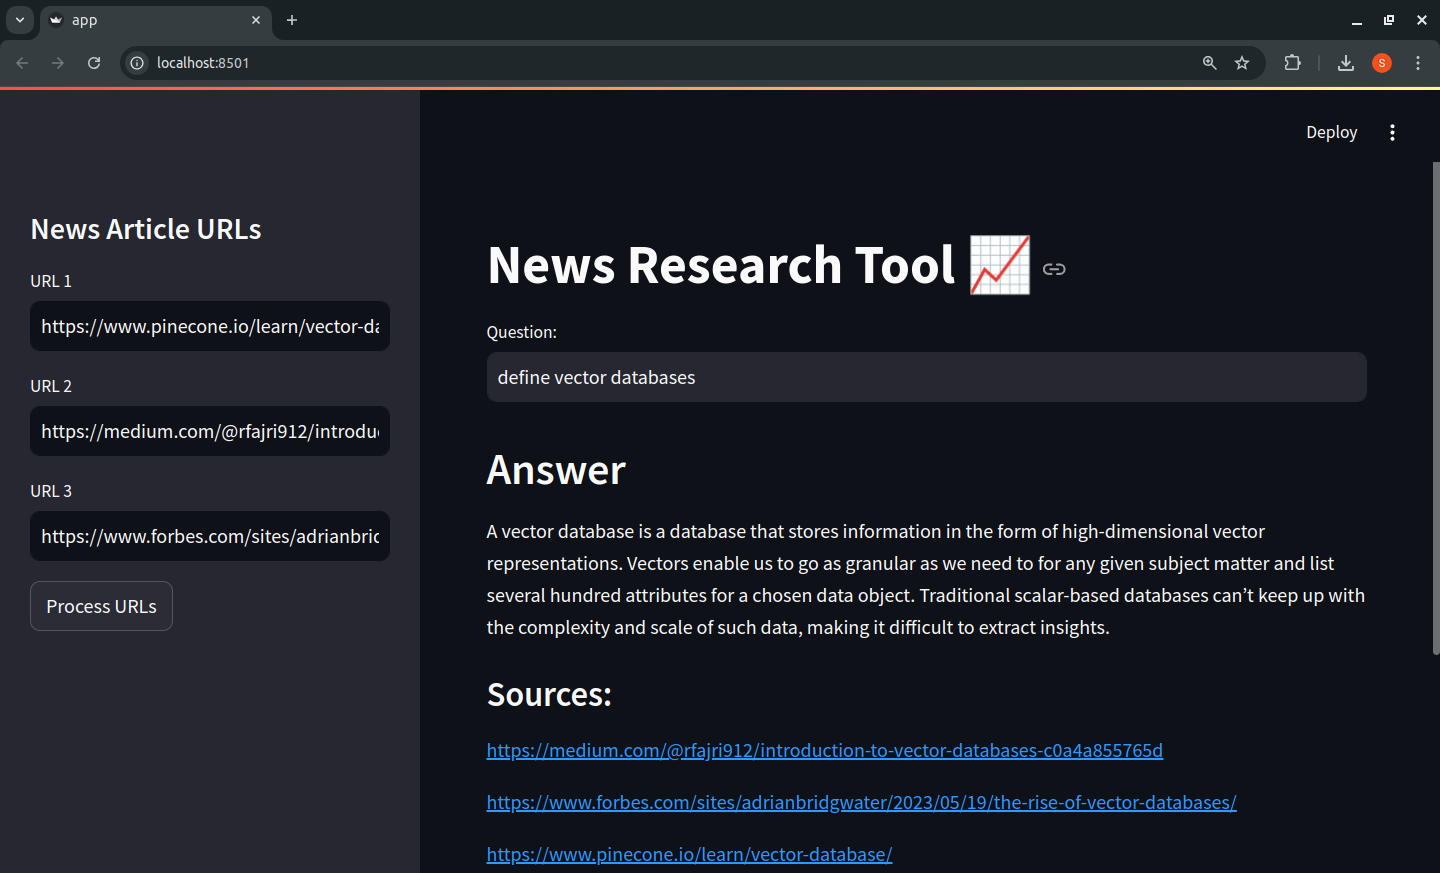 app
localhost:8501
S
Deploy
News Article URLs
URL 1
https://www.pinecone.io/learn/vector-da
URL 2
https://medium.com/@rfajri912/introdu
URL 3
https://www.forbes.com/sites/adrianbric
Process URLs
News Research Tool
Question:
define vector databases
Answer
A vector database is a database that stores information in the form of high-dimensional vector
representations. Vectors enable us to go as granular as we need to for any given subject matter and list
several hundred attributes for a chosen data object. Traditional scalar-based databases can’t keep up with
the complexity and scale of such data, making it difficult to extract insights.
Sources:
https://medium.com/@rfajri912/introduction-to-vector-databases-c0a4a855765d
https://www.forbes.com/sites/adrianbridgwater/2023/05/19/the-rise-of-vector-databases/
https://www.pinecone.io/learn/vector-database/